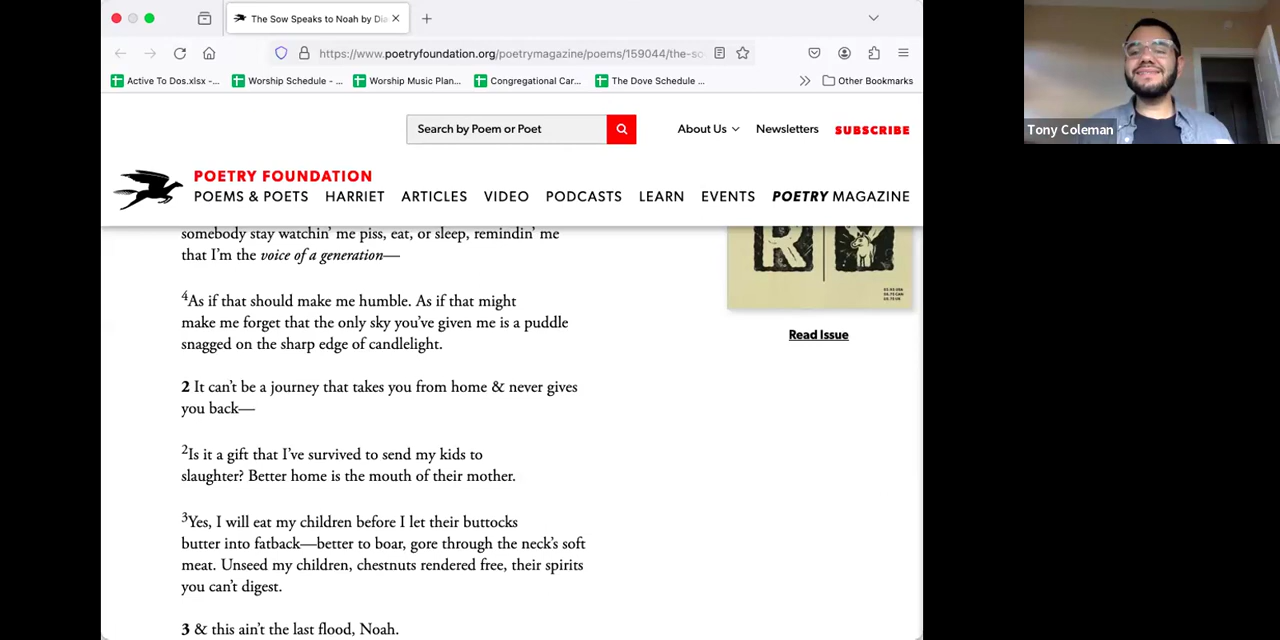 The Sow Speaks to Noah by Dia
https://www.poetryfoundation.org/poetrymagazine/poems/159044/the-so
Active To Dos.xlsx -...
Worship Schedule - ...
Worship Music Plan...
Congregational Car...
The Dove Schedule ...
Other Bookmarks
Search by Poem or Poet
About Us
Newsletters
SUBSCRIBE
POETRY FOUNDATION
POEMS & POETS HARRIET ARTICLES VIDEO PODCASTS LEARN EVENTS POETRY MAGAZINE
somebody stay watchin’ me piss, eat, or sleep, remindin’ me
that I’m the voice of a generation—
4As if that should make me humble. As if that might
make me forget that the only sky you’ve given me is a puddle
snagged on the sharp edge of candlelight.
2 It can’t be a journey that takes you from home & never gives
you back—
2Is it a gift that I’ve survived to send my kids to
slaughter? Better home is the mouth of their mother.
3Yes, I will eat my children before I let their buttocks
butter into fatback—better to boar, gore through the neck’s soft
meat. Unseed my children, chestnuts rendered free, their spirits
you can’t digest.
3 & this ain’t the last flood, Noah.
R Y
Read Issue
Tony Coleman